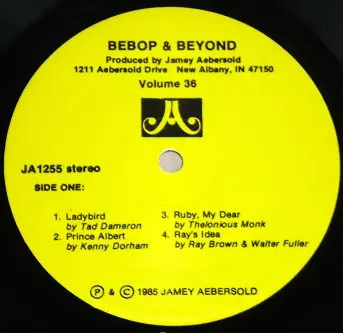 BEBOP & BEYOND
Produced by Jamey Aebersold
1211 Aebersold Drive New Albany, IN 47150
Volume 36
JA
JA1255 stereo
SIDE ONE:
1. Ladybird
by Tad Dameron
2. Prince Albert
by Kenny Dorham
3. Ruby, My Dear
by Thelonious Monk
4. Ray's Idea
by Ray Brown & Walter Fuller
℗ & © 1985 JAMEY AEBERSOLD